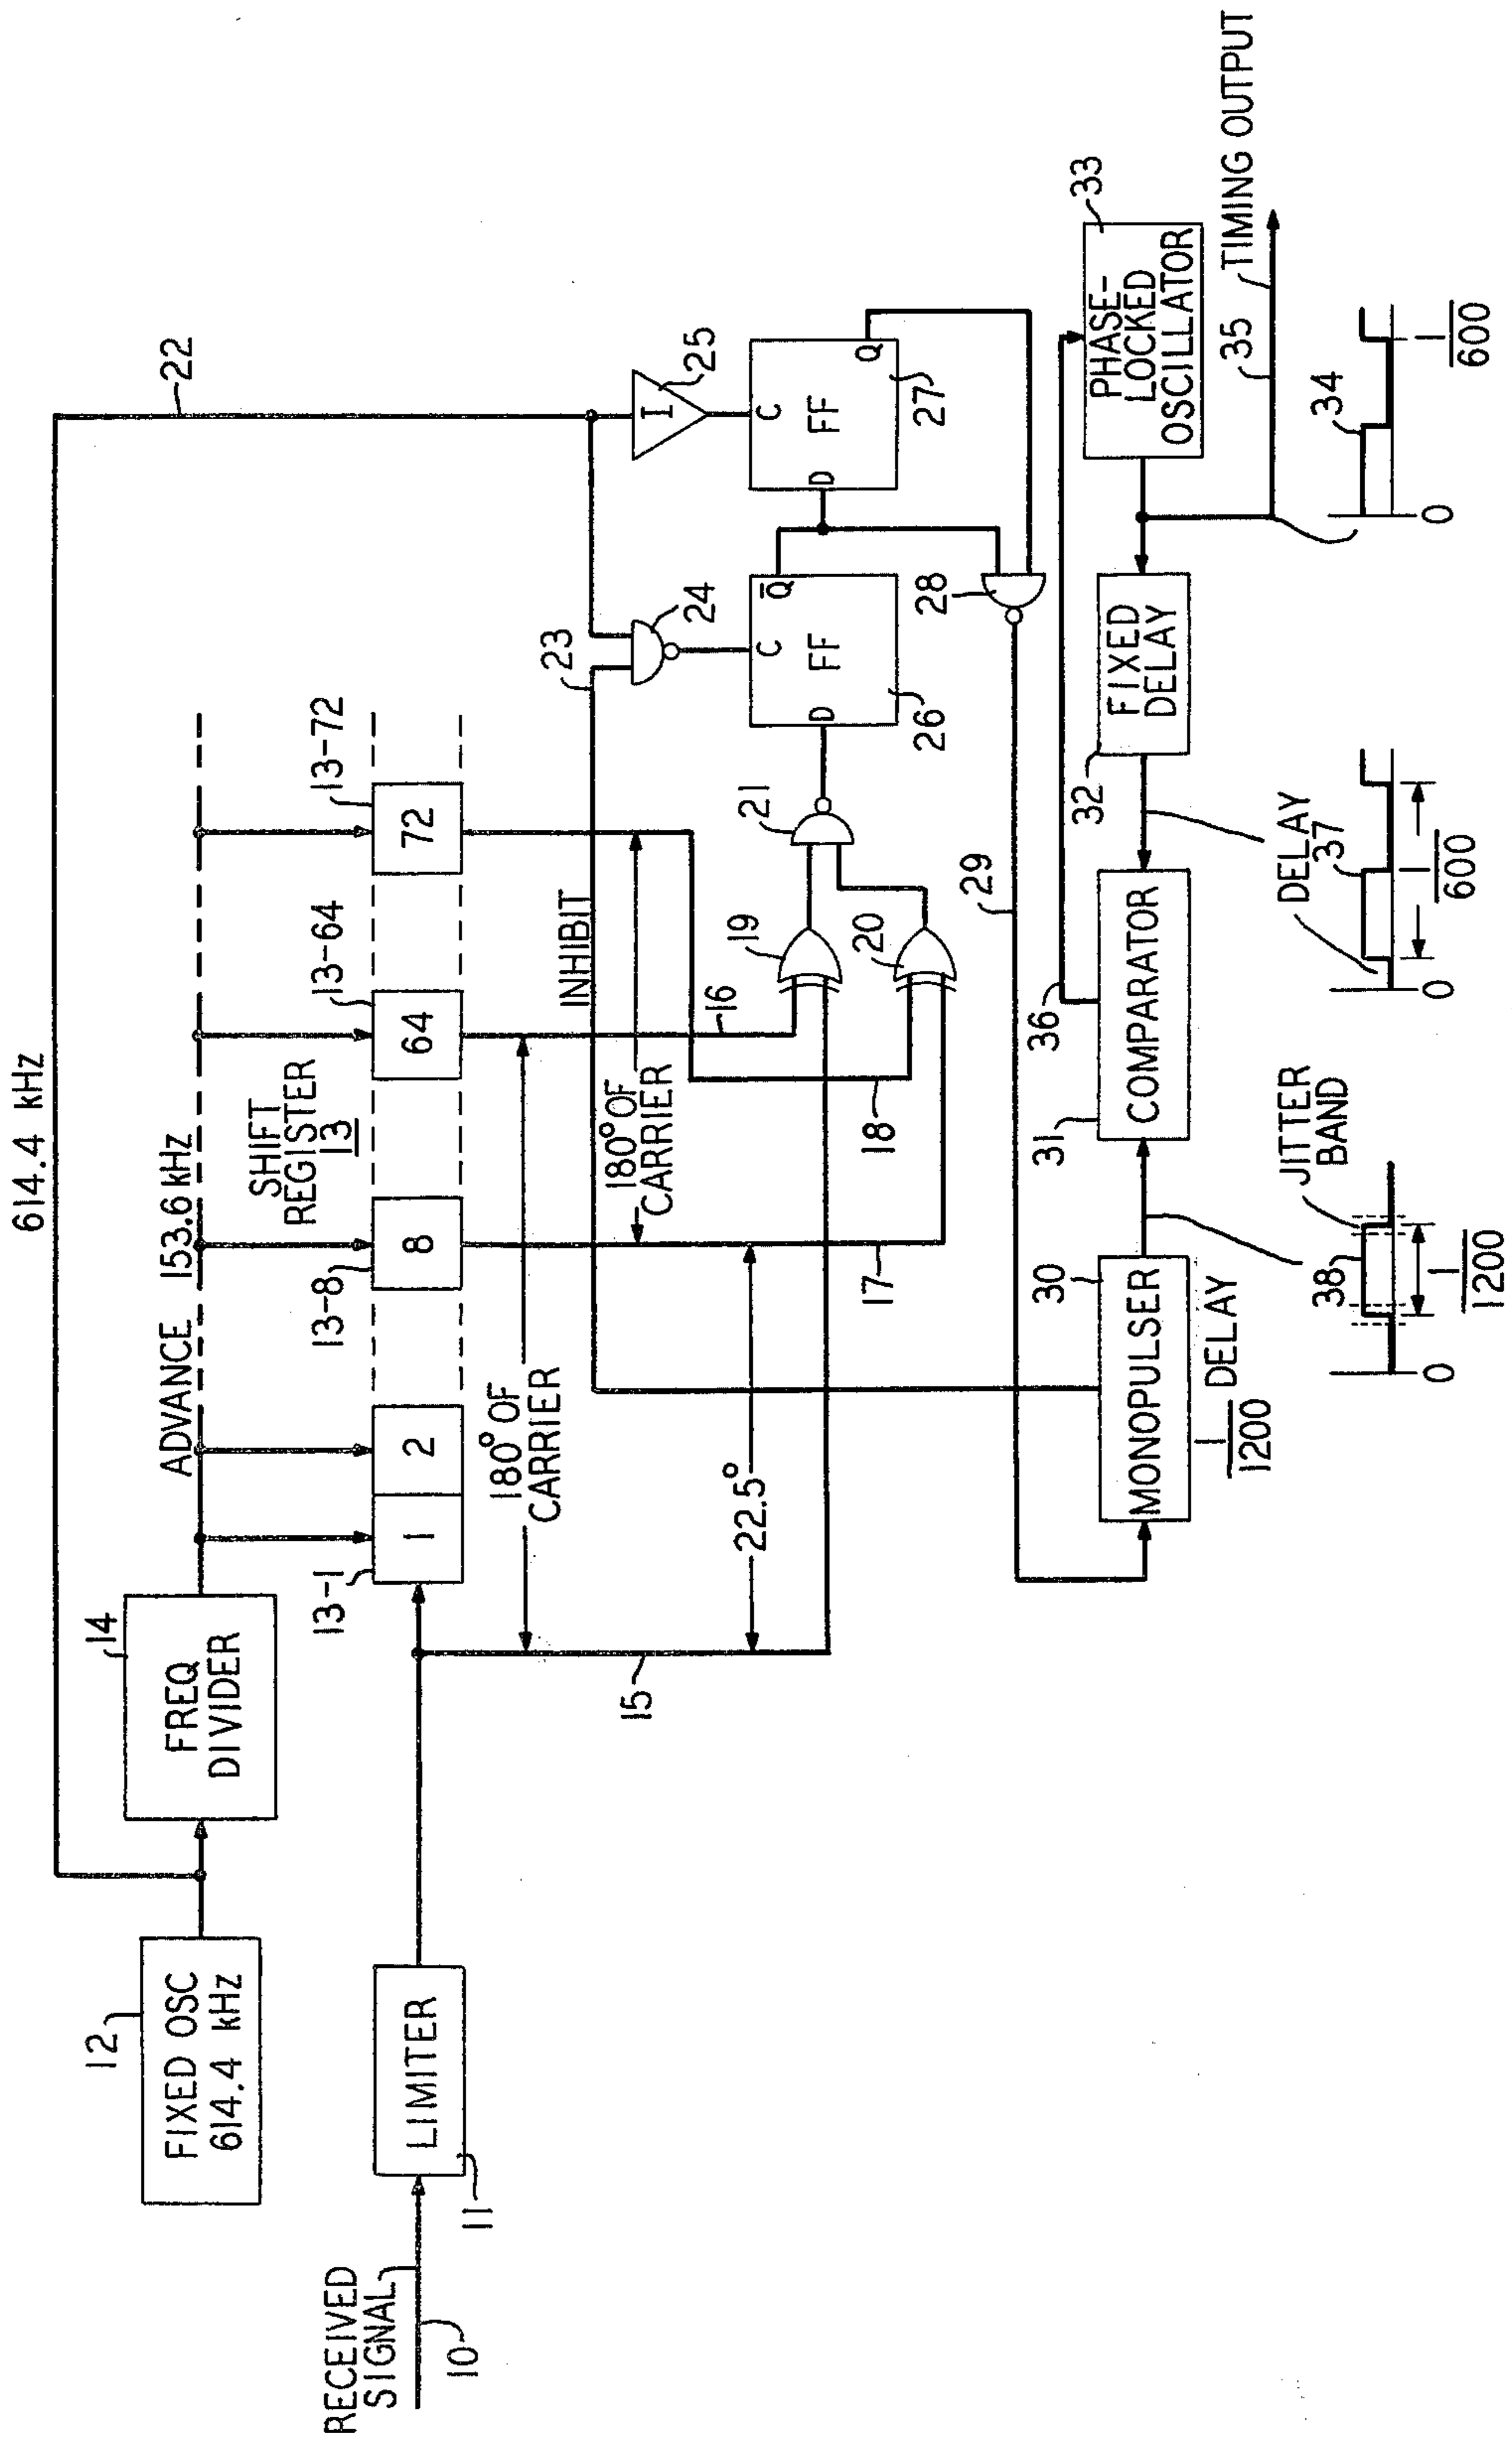 614.4 kHz
12
FIXED OSC
614.4 kHz
14
FREQ
DIVIDER
ADVANCE 153.6 kHz
22
RECEIVED
SIGNAL
10
LIMITER
11
13-1
1
2
13-8
8
SHIFT
REGISTER
13
13-64
64
13-72
72
180° OF
CARRIER
180° OF
CARRIER
22.5°
15
16
17
18
INHIBIT
23
19
20
21
24
I
25
D
C
FF
Q̄
26
D
C
FF
Q
27
28
29
MONOPULSER
30
1
1200
DELAY
COMPARATOR
31
36
FIXED
DELAY
32
PHASE-
LOCKED
OSCILLATOR
33
35
TIMING OUTPUT
0
38
JITTER
BAND
1
1200
0
DELAY
37
1
600
0
34
1
600